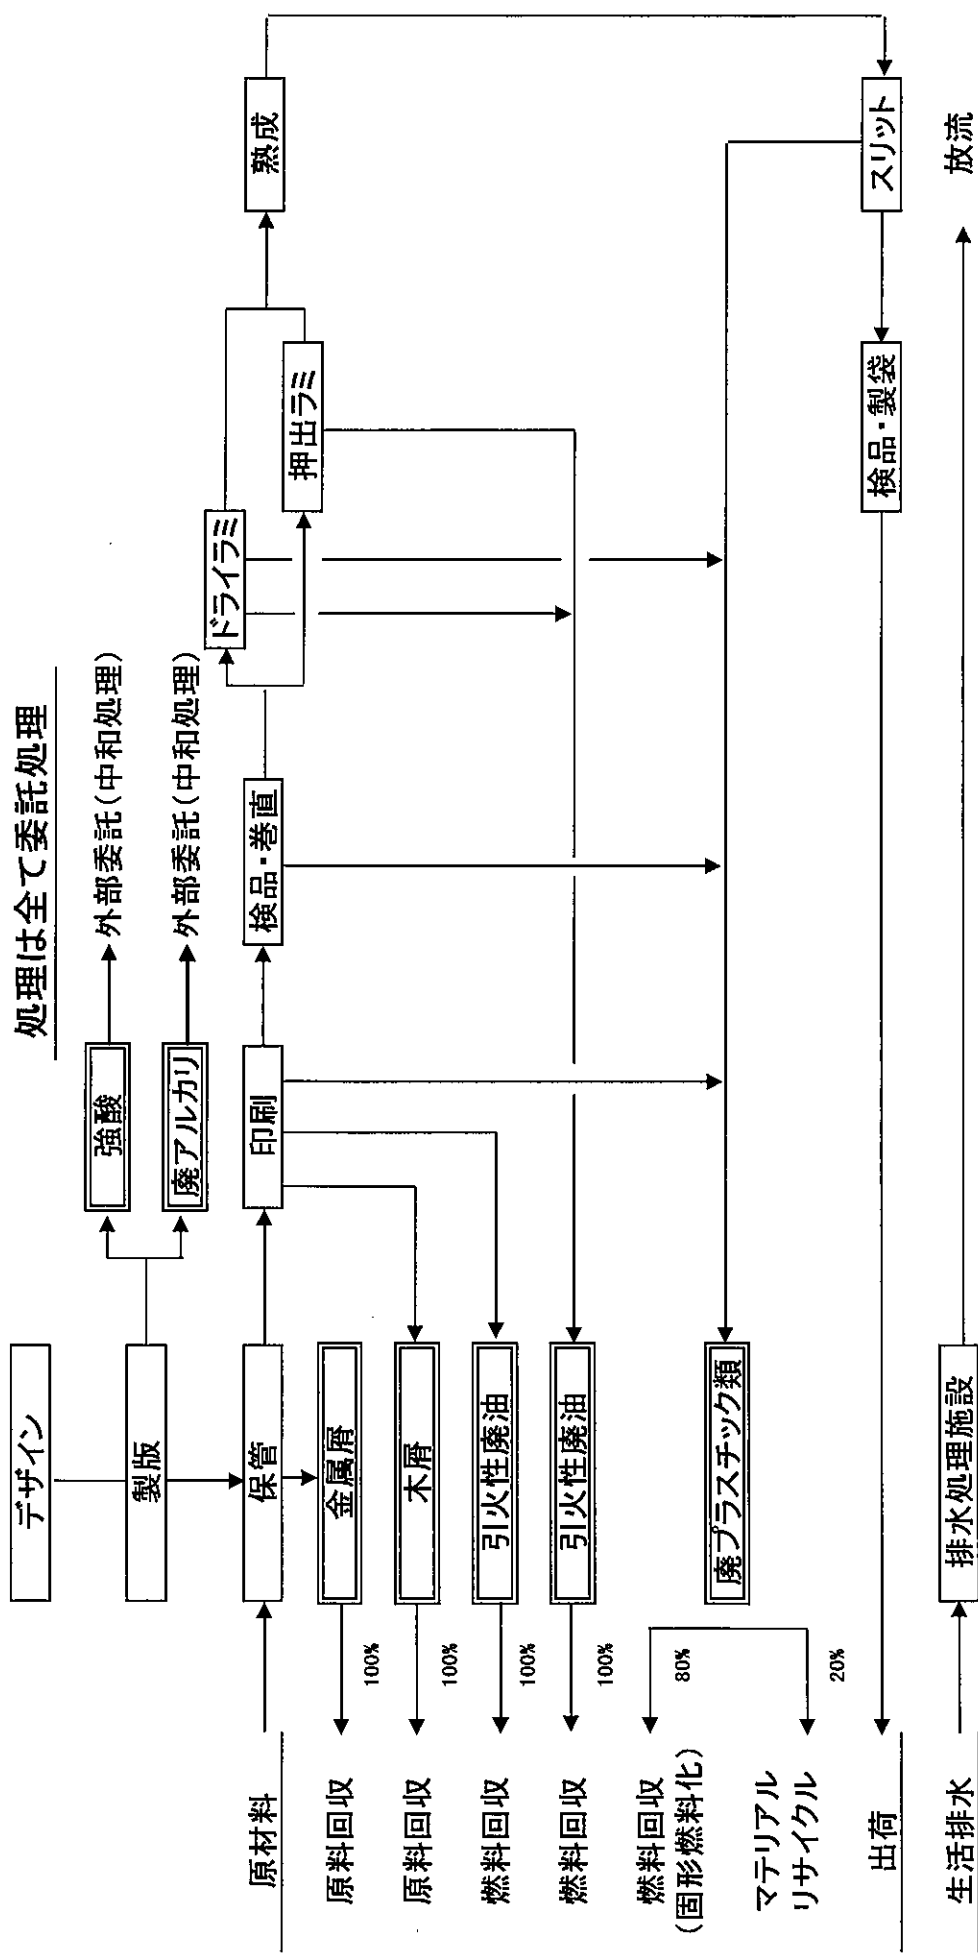 処理は全て委託処理
デザイン
製版
強酸
外部委託(中和処理)
廃アルカリ
外部委託(中和処理)
原材料
保管
印刷
検品・巻直
ドライラミ
押出ラミ
熟成
原料回収
100%
金属屑
原料回収
100%
木屑
燃料回収
100%
引火性廃油
燃料回収
100%
引火性廃油
燃料回収
(固形燃料化)
80%
廃プラスチック類
マテリアル
リサイクル
20%
出荷
検品・製袋
スリット
生活排水
排水処理施設
放流